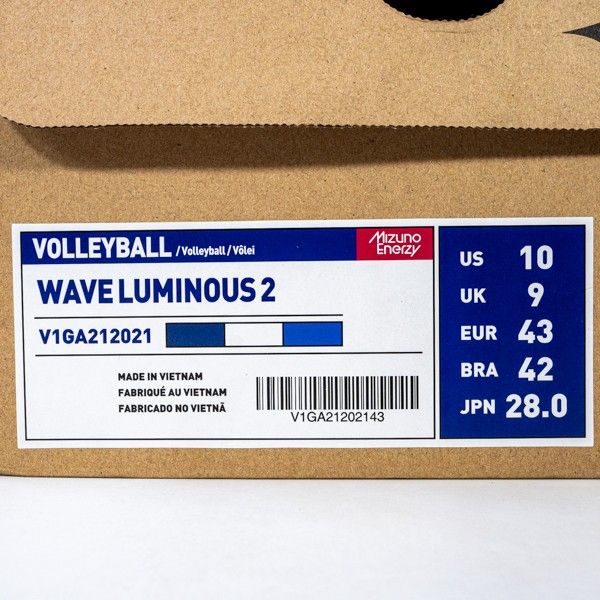 VOLLEYBALL / Volleyball / Vôlei
Mizuno
Enerzy
WAVE LUMINOUS 2
V1GA212021
MADE IN VIETNAM
FABRIQUÉ AU VIETNAM
FABRICADO NO VIETNÃ
V1GA21202143
US 10
UK 9
EUR 43
BRA 42
JPN 28.0